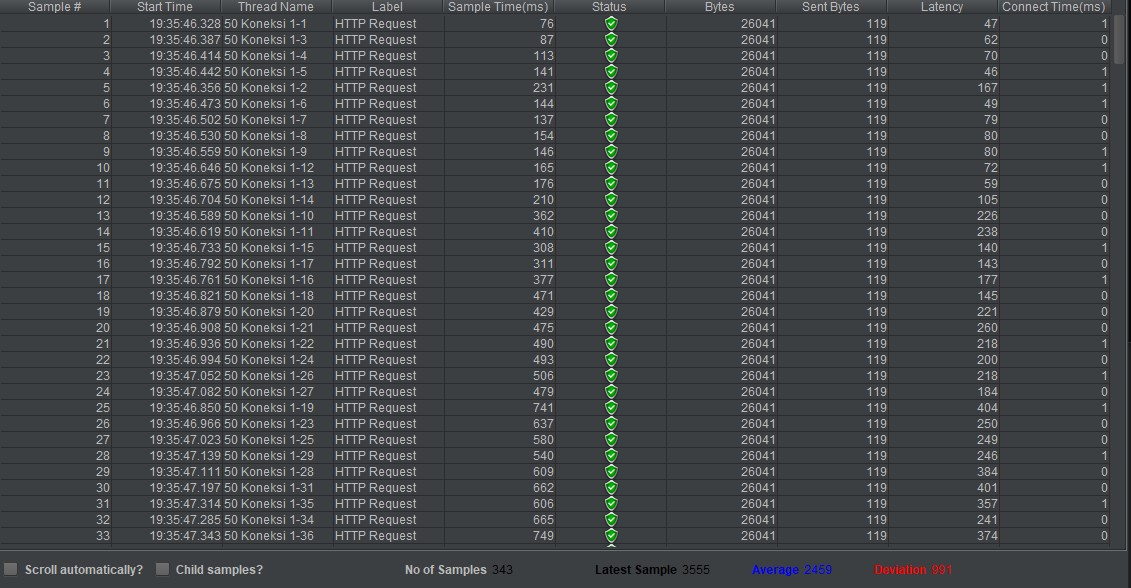 Sample # Start Time Thread Name Label Sample Time(ms) Status Bytes Sent Bytes Latency Connect Time(ms)
1 19:35:46.328 50 Koneksi 1-1 HTTP Request 76 26041 119 47 1
2 19:35:46.387 50 Koneksi 1-3 HTTP Request 87 26041 119 62 0
3 19:35:46.414 50 Koneksi 1-4 HTTP Request 113 26041 119 70 0
4 19:35:46.442 50 Koneksi 1-5 HTTP Request 141 26041 119 46 1
5 19:35:46.356 50 Koneksi 1-2 HTTP Request 231 26041 119 167 1
6 19:35:46.473 50 Koneksi 1-6 HTTP Request 144 26041 119 49 1
7 19:35:46.502 50 Koneksi 1-7 HTTP Request 137 26041 119 79 0
8 19:35:46.530 50 Koneksi 1-8 HTTP Request 154 26041 119 80 0
9 19:35:46.559 50 Koneksi 1-9 HTTP Request 146 26041 119 80 1
10 19:35:46.646 50 Koneksi 1-12 HTTP Request 165 26041 119 72 1
11 19:35:46.675 50 Koneksi 1-13 HTTP Request 176 26041 119 59 0
12 19:35:46.704 50 Koneksi 1-14 HTTP Request 210 26041 119 105 0
13 19:35:46.589 50 Koneksi 1-10 HTTP Request 362 26041 119 226 0
14 19:35:46.619 50 Koneksi 1-11 HTTP Request 410 26041 119 238 0
15 19:35:46.733 50 Koneksi 1-15 HTTP Request 308 26041 119 140 1
16 19:35:46.792 50 Koneksi 1-17 HTTP Request 311 26041 119 143 0
17 19:35:46.761 50 Koneksi 1-16 HTTP Request 377 26041 119 177 1
18 19:35:46.821 50 Koneksi 1-18 HTTP Request 471 26041 119 145 0
19 19:35:46.879 50 Koneksi 1-20 HTTP Request 429 26041 119 221 0
20 19:35:46.908 50 Koneksi 1-21 HTTP Request 475 26041 119 260 0
21 19:35:46.936 50 Koneksi 1-22 HTTP Request 490 26041 119 218 1
22 19:35:46.994 50 Koneksi 1-24 HTTP Request 493 26041 119 200 0
23 19:35:47.052 50 Koneksi 1-26 HTTP Request 506 26041 119 218 1
24 19:35:47.082 50 Koneksi 1-27 HTTP Request 479 26041 119 184 0
25 19:35:46.850 50 Koneksi 1-19 HTTP Request 741 26041 119 404 1
26 19:35:46.966 50 Koneksi 1-23 HTTP Request 637 26041 119 250 0
27 19:35:47.023 50 Koneksi 1-25 HTTP Request 580 26041 119 249 0
28 19:35:47.139 50 Koneksi 1-29 HTTP Request 540 26041 119 246 1
29 19:35:47.111 50 Koneksi 1-28 HTTP Request 609 26041 119 384 0
30 19:35:47.197 50 Koneksi 1-31 HTTP Request 662 26041 119 401 0
31 19:35:47.314 50 Koneksi 1-35 HTTP Request 606 26041 119 357 1
32 19:35:47.285 50 Koneksi 1-34 HTTP Request 665 26041 119 241 0
33 19:35:47.343 50 Koneksi 1-36 HTTP Request 749 26041 119 374 0
Scroll automatically? Child samples? No of Samples 343 Latest Sample 3555 Average 2459 Deviation 991